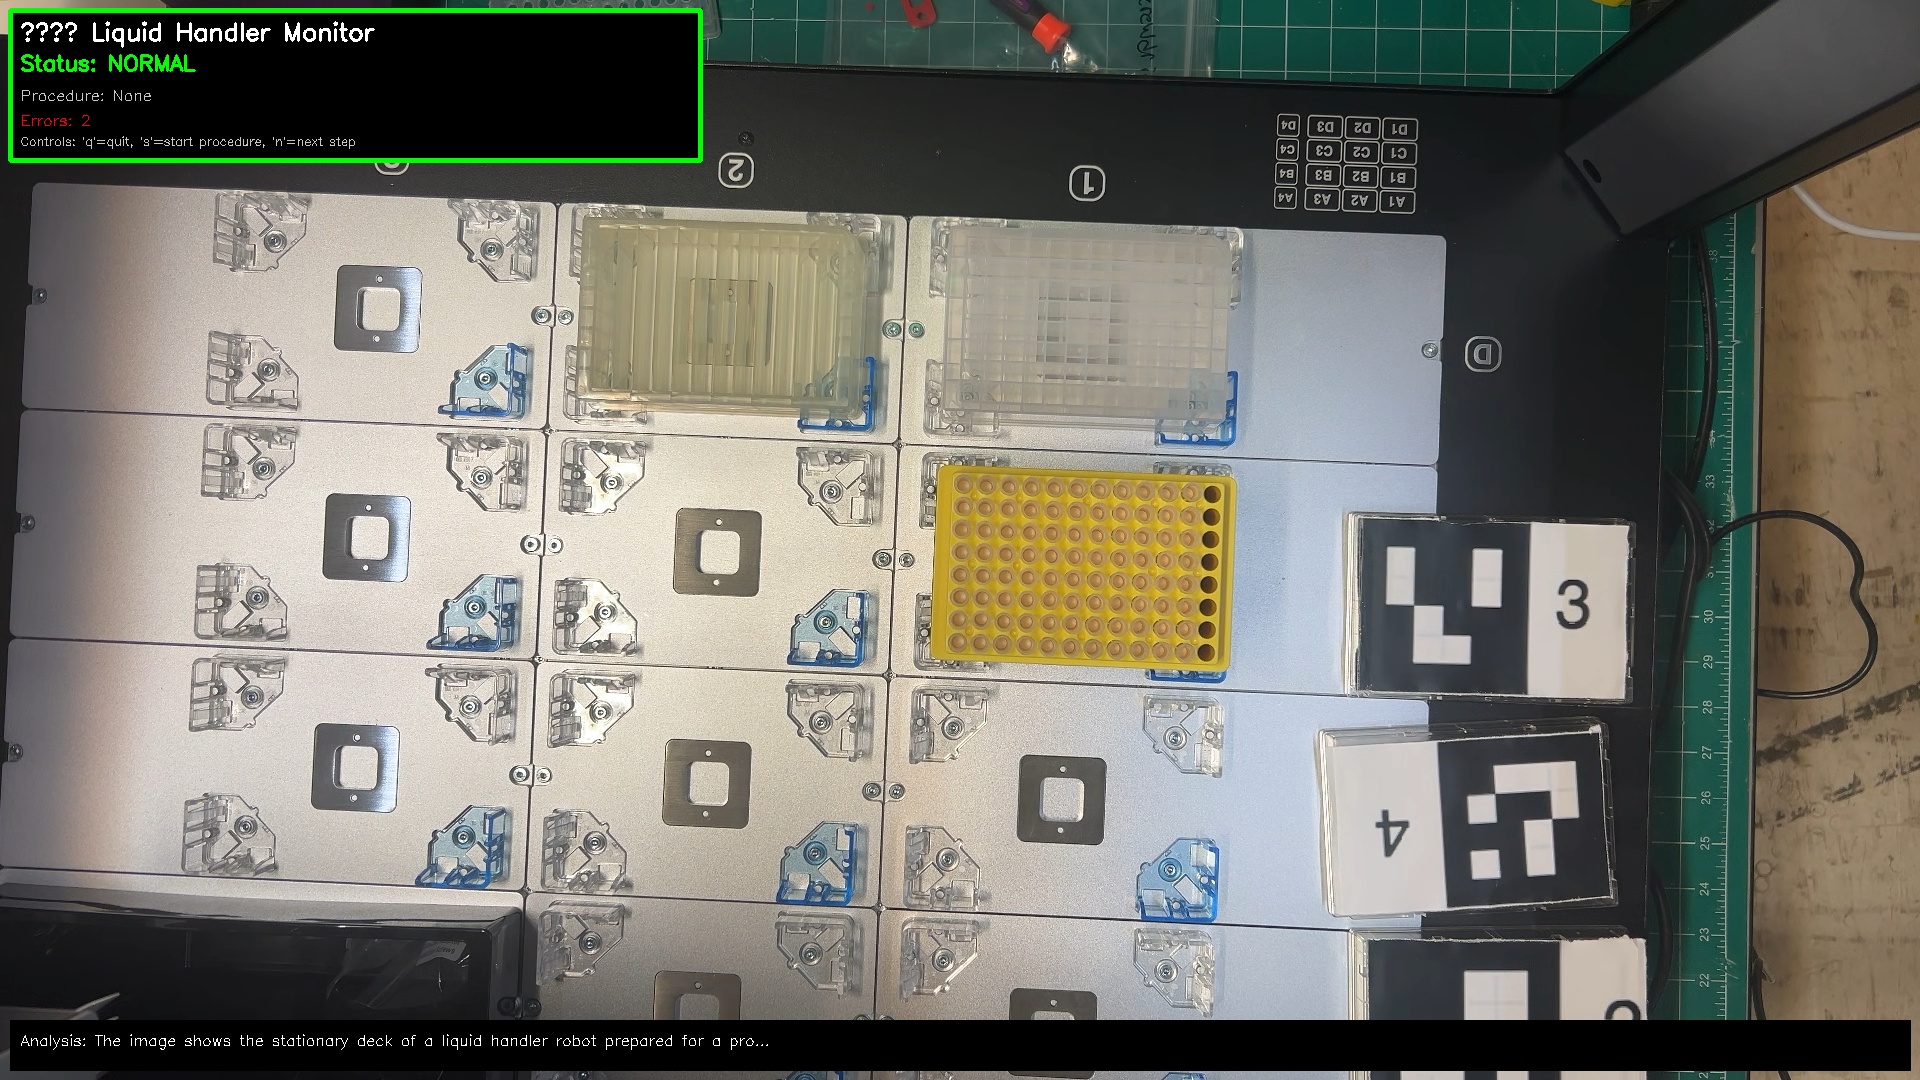 ???? Liquid Handler Monitor
Status: NORMAL
Procedure: None
Errors: 2
Controls: 'q'=quit, 's'=start procedure, 'n'=next step
2
1
D4 D3 D2 D1
C4 C3 C2 C1
B4 B3 B2 B1
A4 A3 A2 A1
D
3
4
33
31
30
29
28
27
26
25
24
23
22
Analysis: The image shows the stationary deck of a liquid handler robot prepared for a pro...